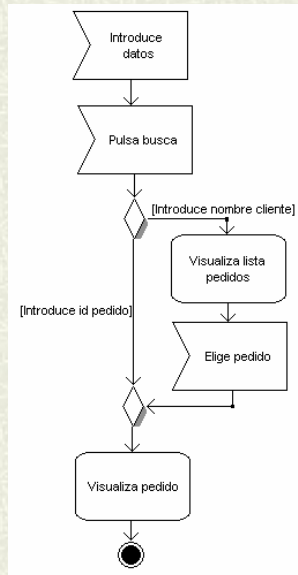 Introduce
datos
Pulsa busca
[Introduce nombre cliente]
Visualiza lista
pedidos
[Introduce id pedido]
Elige pedido
Visualiza pedido